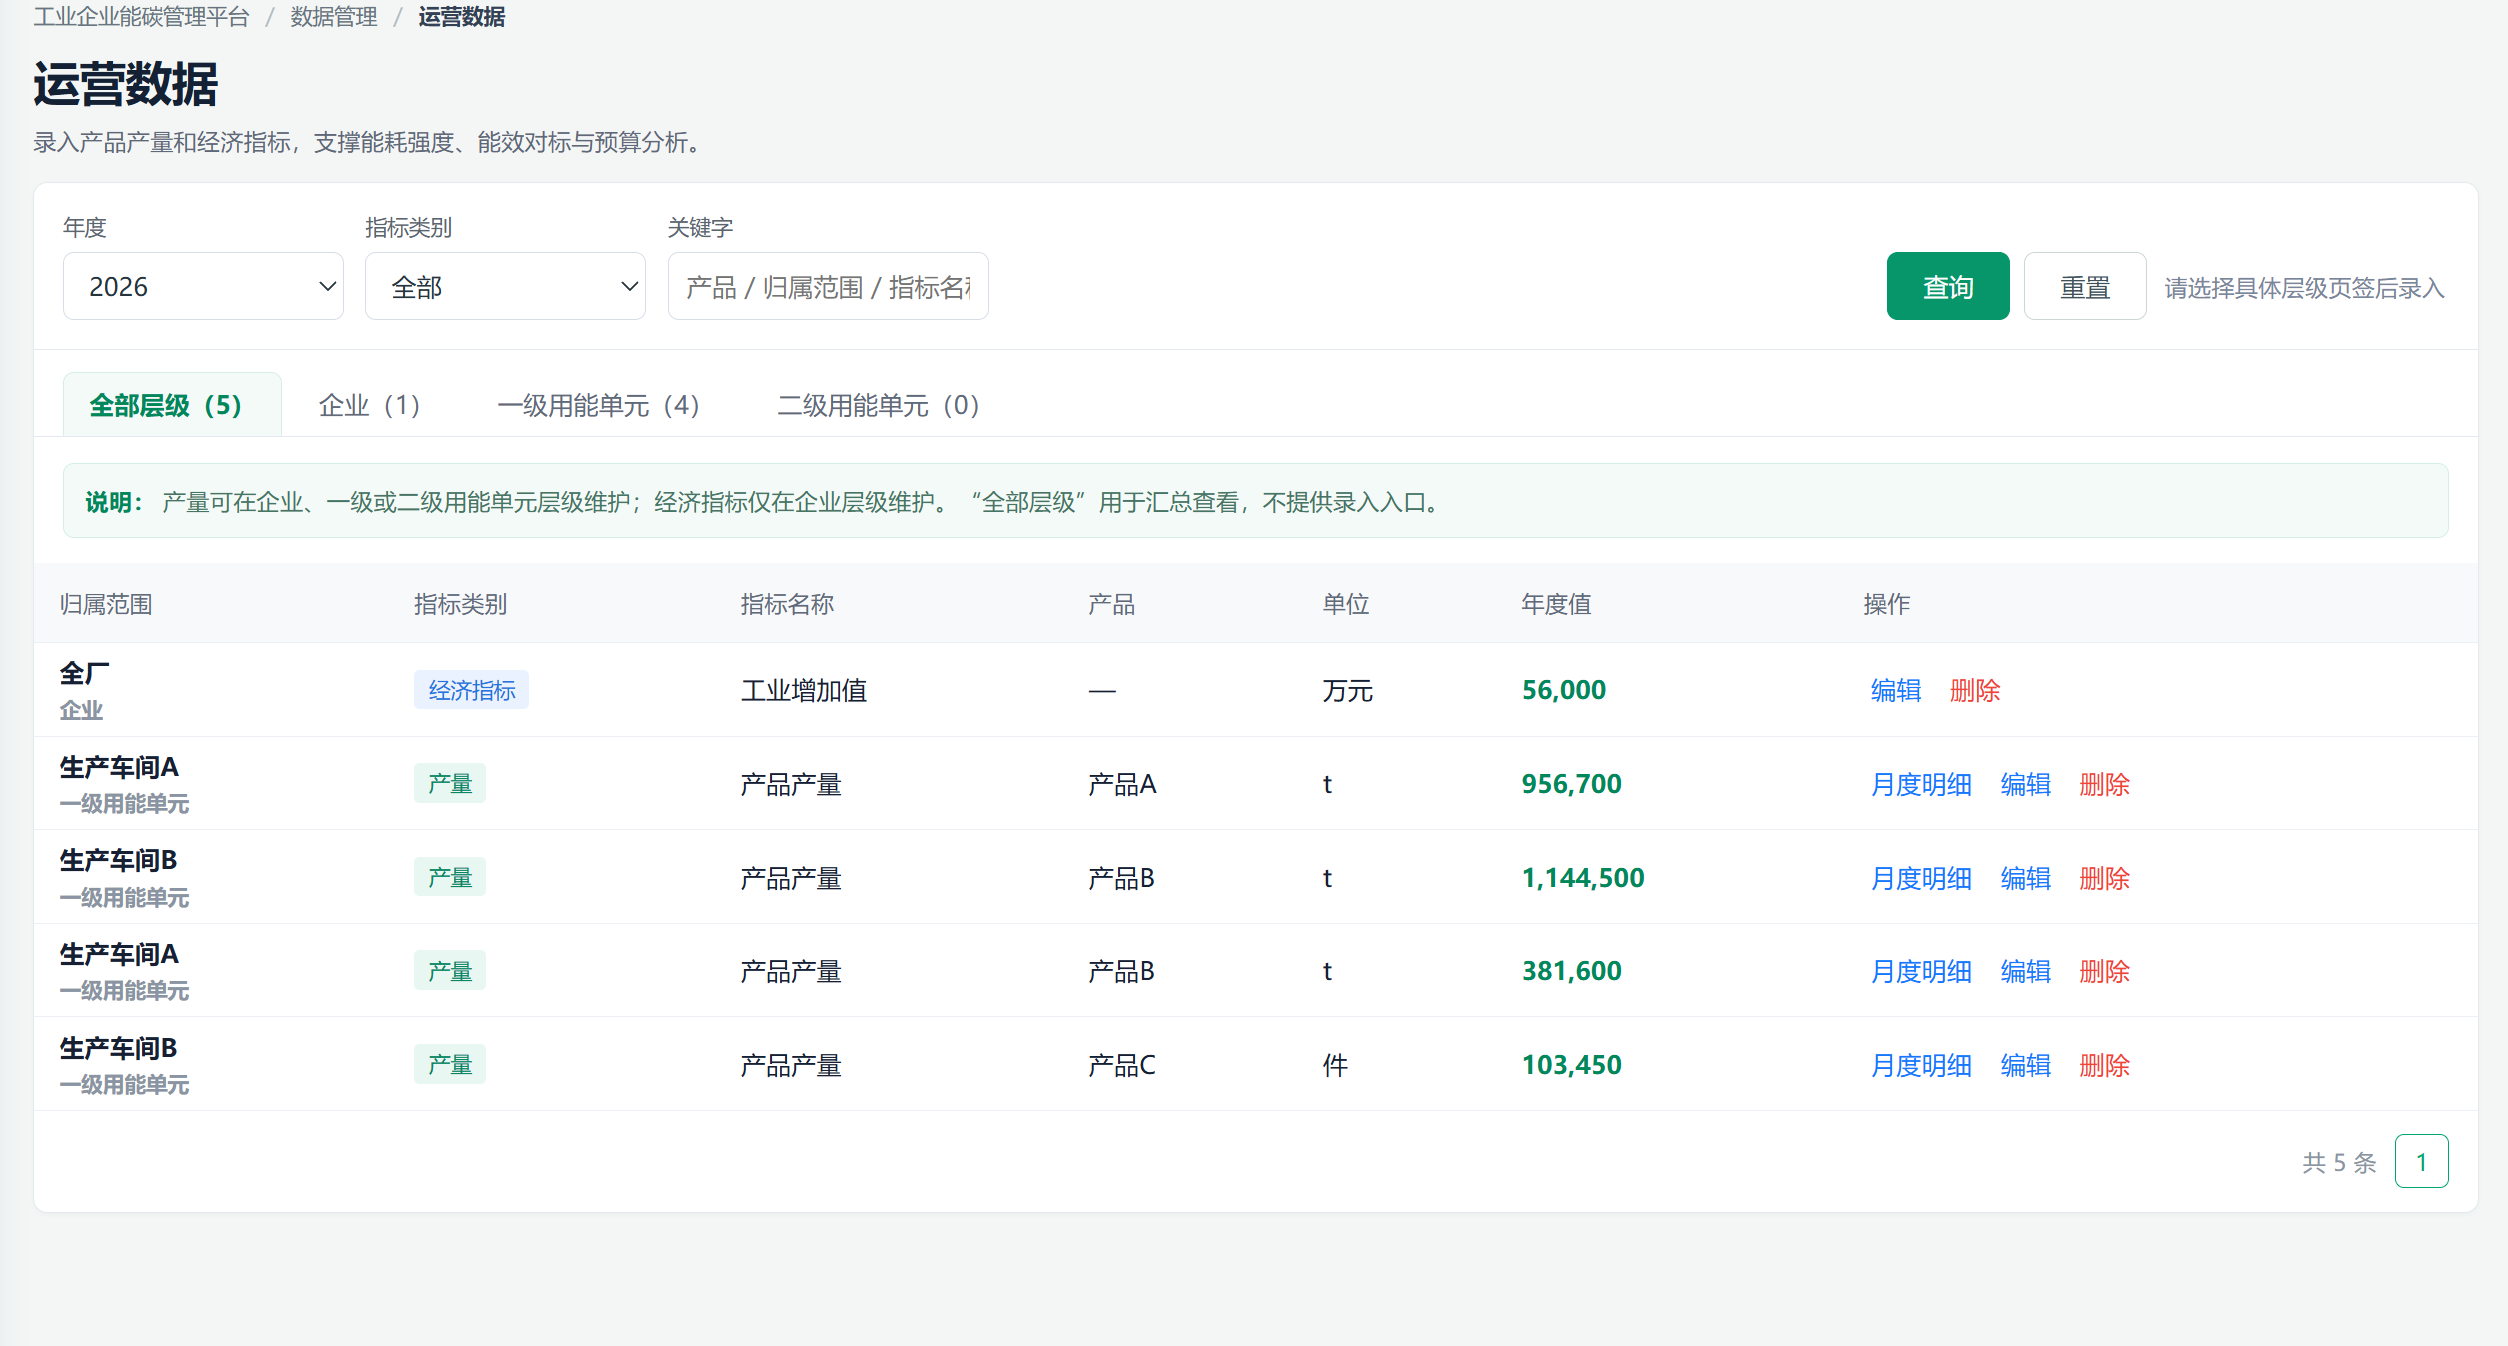 工业企业能碳管理平台 / 数据管理 / 运营数据
运营数据
录入产品产量和经济指标，支撑能耗强度、能效对标与预算分析。
年度 指标类别 关键字
2026 全部 产品 / 归属范围 / 指标名 查询 重置 请选择具体层级页签后录入
全部层级（5） 企业（1） 一级用能单元（4） 二级用能单元（0）
说明： 产量可在企业、一级或二级用能单元层级维护；经济指标仅在企业层级维护。“全部层级”用于汇总查看，不提供录入入口。
归属范围 指标类别 指标名称 产品 单位 年度值 操作
全厂
企业
经济指标 工业增加值 — 万元 56,000 编辑 删除
生产车间A
一级用能单元
产量 产品产量 产品A t 956,700 月度明细 编辑 删除
生产车间B
一级用能单元
产量 产品产量 产品B t 1,144,500 月度明细 编辑 删除
生产车间A
一级用能单元
产量 产品产量 产品B t 381,600 月度明细 编辑 删除
生产车间B
一级用能单元
产量 产品产量 产品C 件 103,450 月度明细 编辑 删除
共 5 条 1